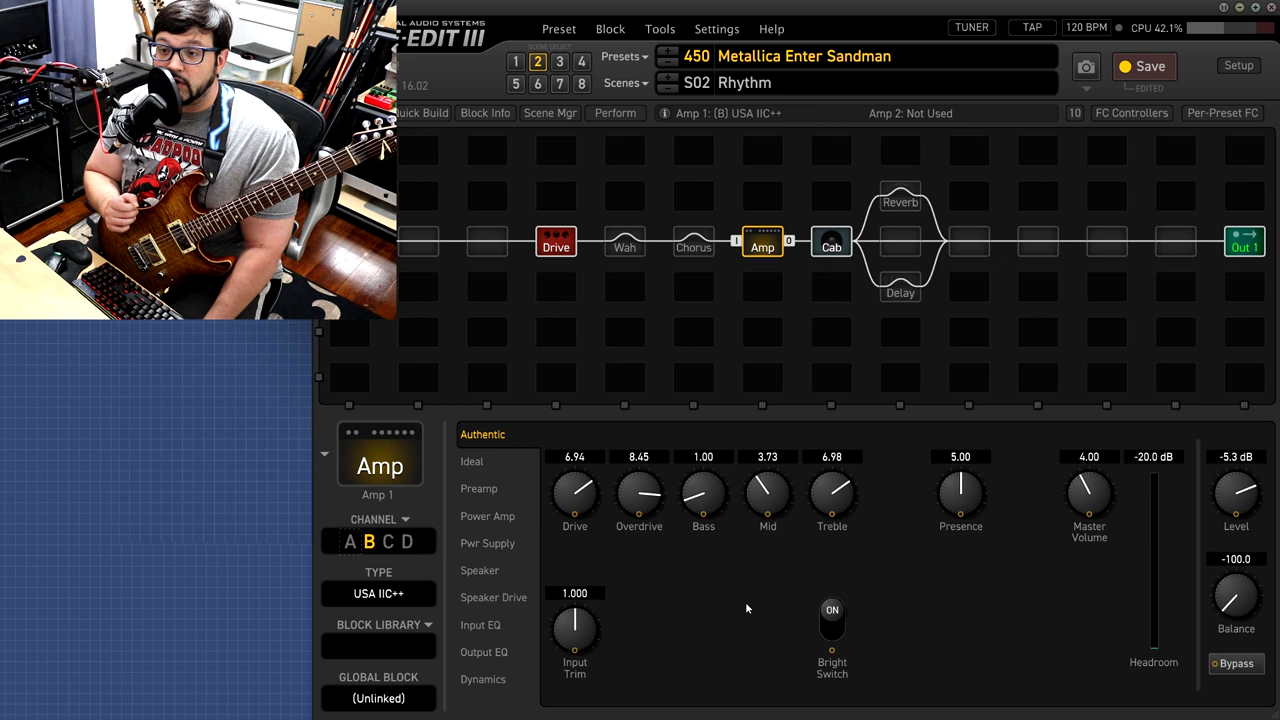 AL AUDIO SYSTEMS
-EDIT III
16.02
Preset Block Tools Settings Help
TUNER TAP 120 BPM CPU 42.1%
SCENE SELECT
1 2 3 4
5 6 7 8
Presets
450 Metallica Enter Sandman
Scenes
S02 Rhythm
Save
EDITED
Setup
uick Build Block Info Scene Mgr Perform
Amp 1: (B) USA IIC++ Amp 2: Not Used
10 FC Controllers Per-Preset FC
DEADPOOL
Reverb
Drive Wah Chorus I Amp O Cab Out 1
Delay
Amp
Amp 1
CHANNEL
A B C D
TYPE
USA IIC++
BLOCK LIBRARY
GLOBAL BLOCK
(Unlinked)
Authentic
Ideal
Preamp
Power Amp
Pwr Supply
Speaker
Speaker Drive
Input EQ
Output EQ
Dynamics
6.94 8.45 1.00 3.73 6.98 5.00 4.00 -20.0 dB -5.3 dB
Drive Overdrive Bass Mid Treble Presence Master Volume Level
-100.0
Balance
1.000
ON
Input Trim
Bright Switch
Headroom
Bypass